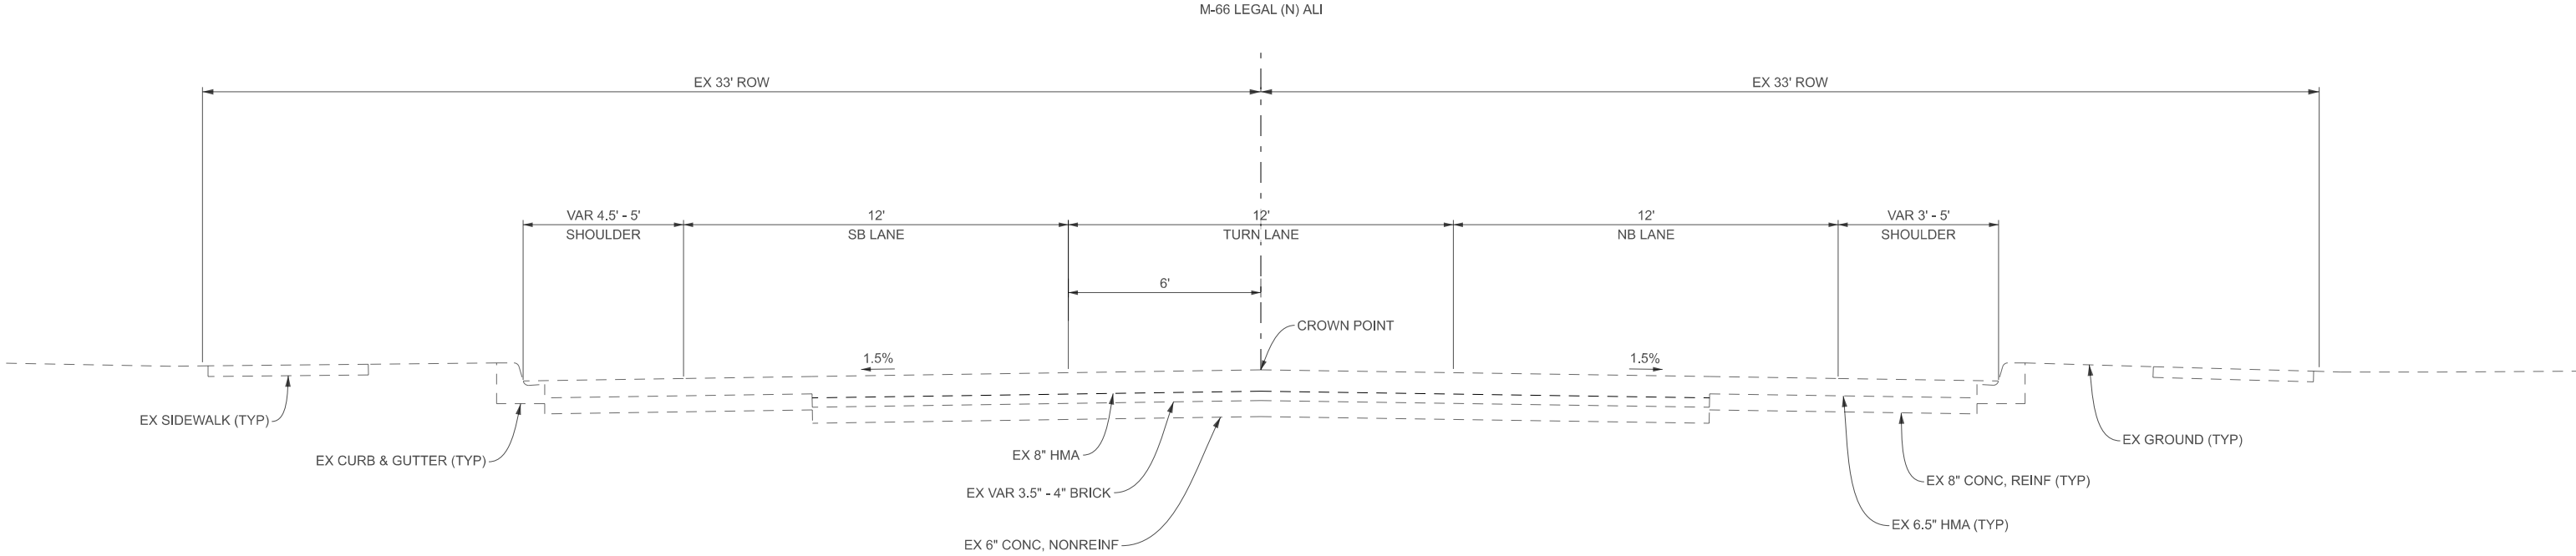 M-66 LEGAL (N) ALI
EX 33' ROW
EX 33' ROW
VAR 4.5' - 5'
SHOULDER
12'
SB LANE
12'
TURN LANE
12'
NB LANE
VAR 3' - 5'
SHOULDER
6'
CROWN POINT
1.5%
1.5%
EX SIDEWALK (TYP)
EX CURB & GUTTER (TYP)
EX 8" HMA
EX VAR 3.5" - 4" BRICK
EX 6" CONC, NONREINF
EX GROUND (TYP)
EX 8" CONC, REINF (TYP)
EX 6.5" HMA (TYP)